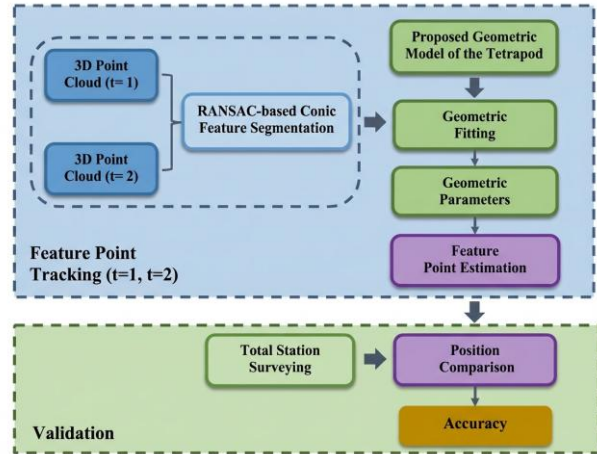 3D Point
Cloud (t= 1)
3D Point
Cloud (t= 2)
RANSAC-based Conic
Feature Segmentation
Proposed Geometric
Model of the Tetrapod
Geometric
Fitting
Geometric
Parameters
Feature
Point Estimation
Feature Point
Tracking (t=1, t=2)
Total Station
Surveying
Position
Comparison
Accuracy
Validation